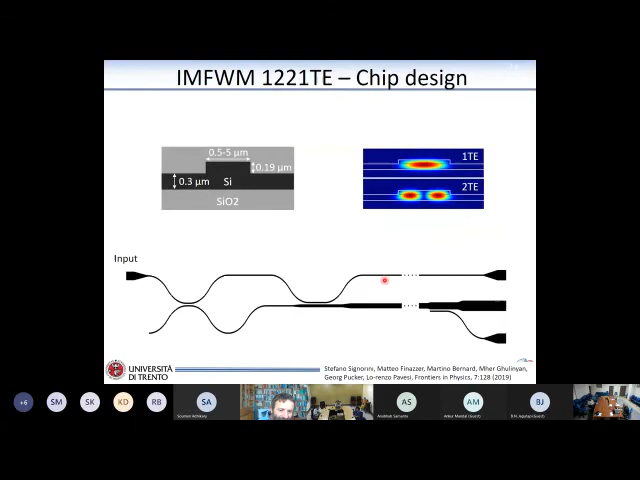 IMFWM 1221TE – Chip design
0.5-5 µm
0.19 µm
0.3 µm
Si
SiO2
1TE
2TE
Input
UNIVERSITÀ
DI TRENTO
Stefano Signorini, Matteo Finazzer, Martino Bernard, Mher Ghulinyan,
Georg Pucker, Lo-renzo Pavesi, Frontiers in Physics, 7:128 (2019)
+6
SM
SK
KD
RB
SA
AS
AM
BJ